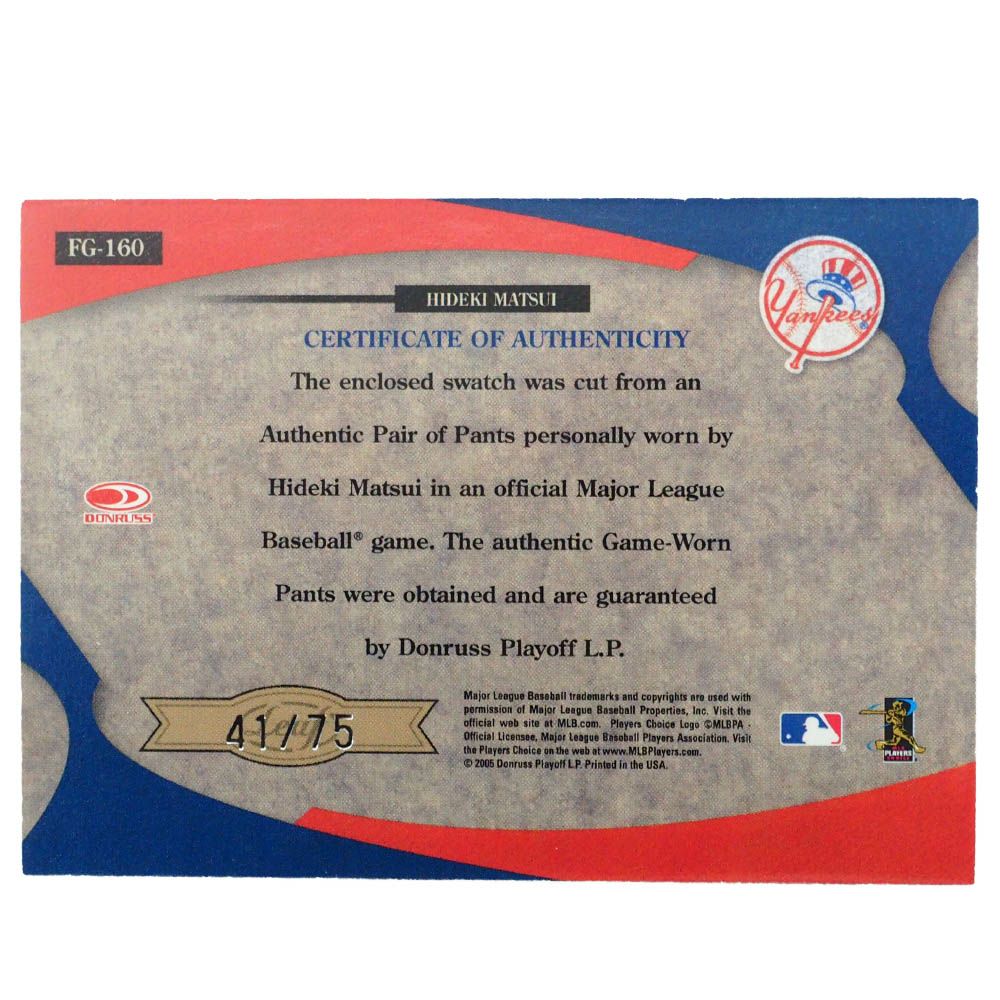 FG-160
HIDEKI MATSUI
Yankees
CERTIFICATE OF AUTHENTICITY
The enclosed swatch was cut from an
Authentic Pair of Pants personally worn by
Hideki Matsui in an official Major League
Baseball® game. The authentic Game-Worn
Pants were obtained and are guaranteed
by Donruss Playoff L.P.
DONRUSS
Leaf
41/75
Major League Baseball trademarks and copyrights are used with
permission of Major League Baseball Properties, Inc. Visit the
official web site at MLB.com. Players Choice Logo ©MLBPA -
Official Licensee, Major League Baseball Players Association. Visit
the Players Choice on the web at www.MLBPlayers.com.
© 2005 Donruss Playoff L.P. Printed in the USA.
PLAYERS